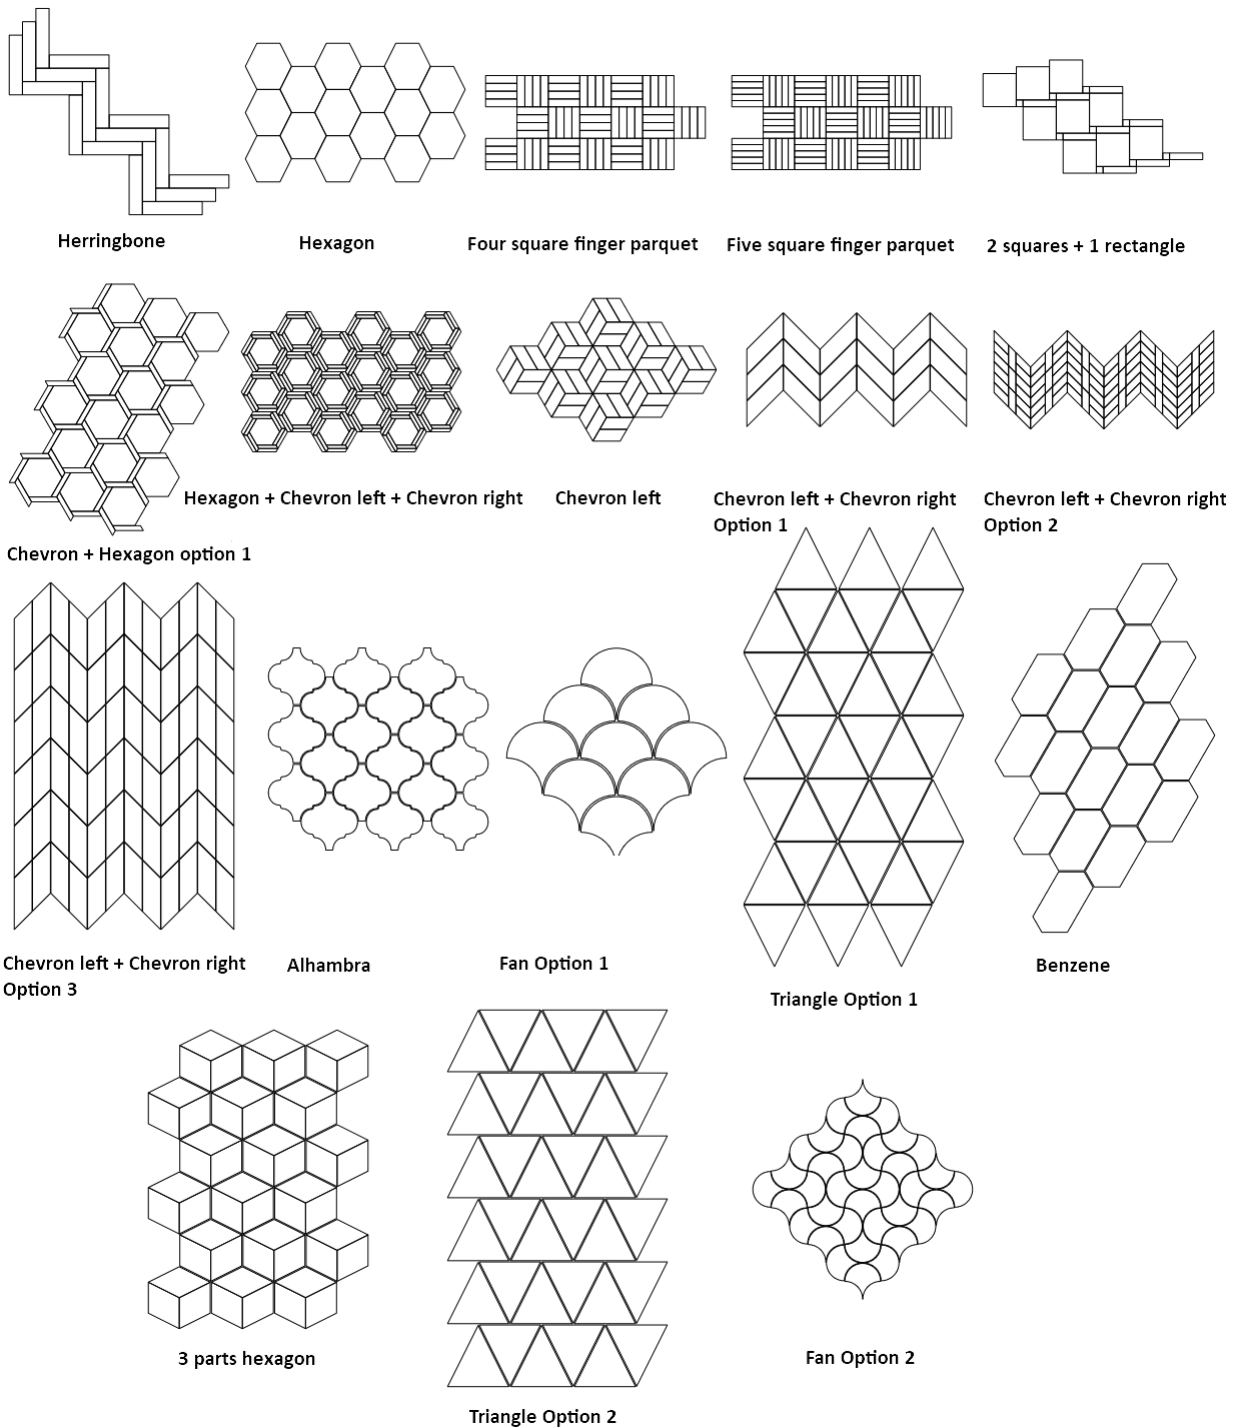 Herringbone
Hexagon
Four square finger parquet
Five square finger parquet
2 squares + 1 rectangle
Chevron + Hexagon option 1
Hexagon + Chevron left + Chevron right
Chevron left
Chevron left + Chevron right
Option 1
Chevron left + Chevron right
Option 2
Chevron left + Chevron right
Option 3
Alhambra
Fan Option 1
Triangle Option 1
Benzene
3 parts hexagon
Triangle Option 2
Fan Option 2